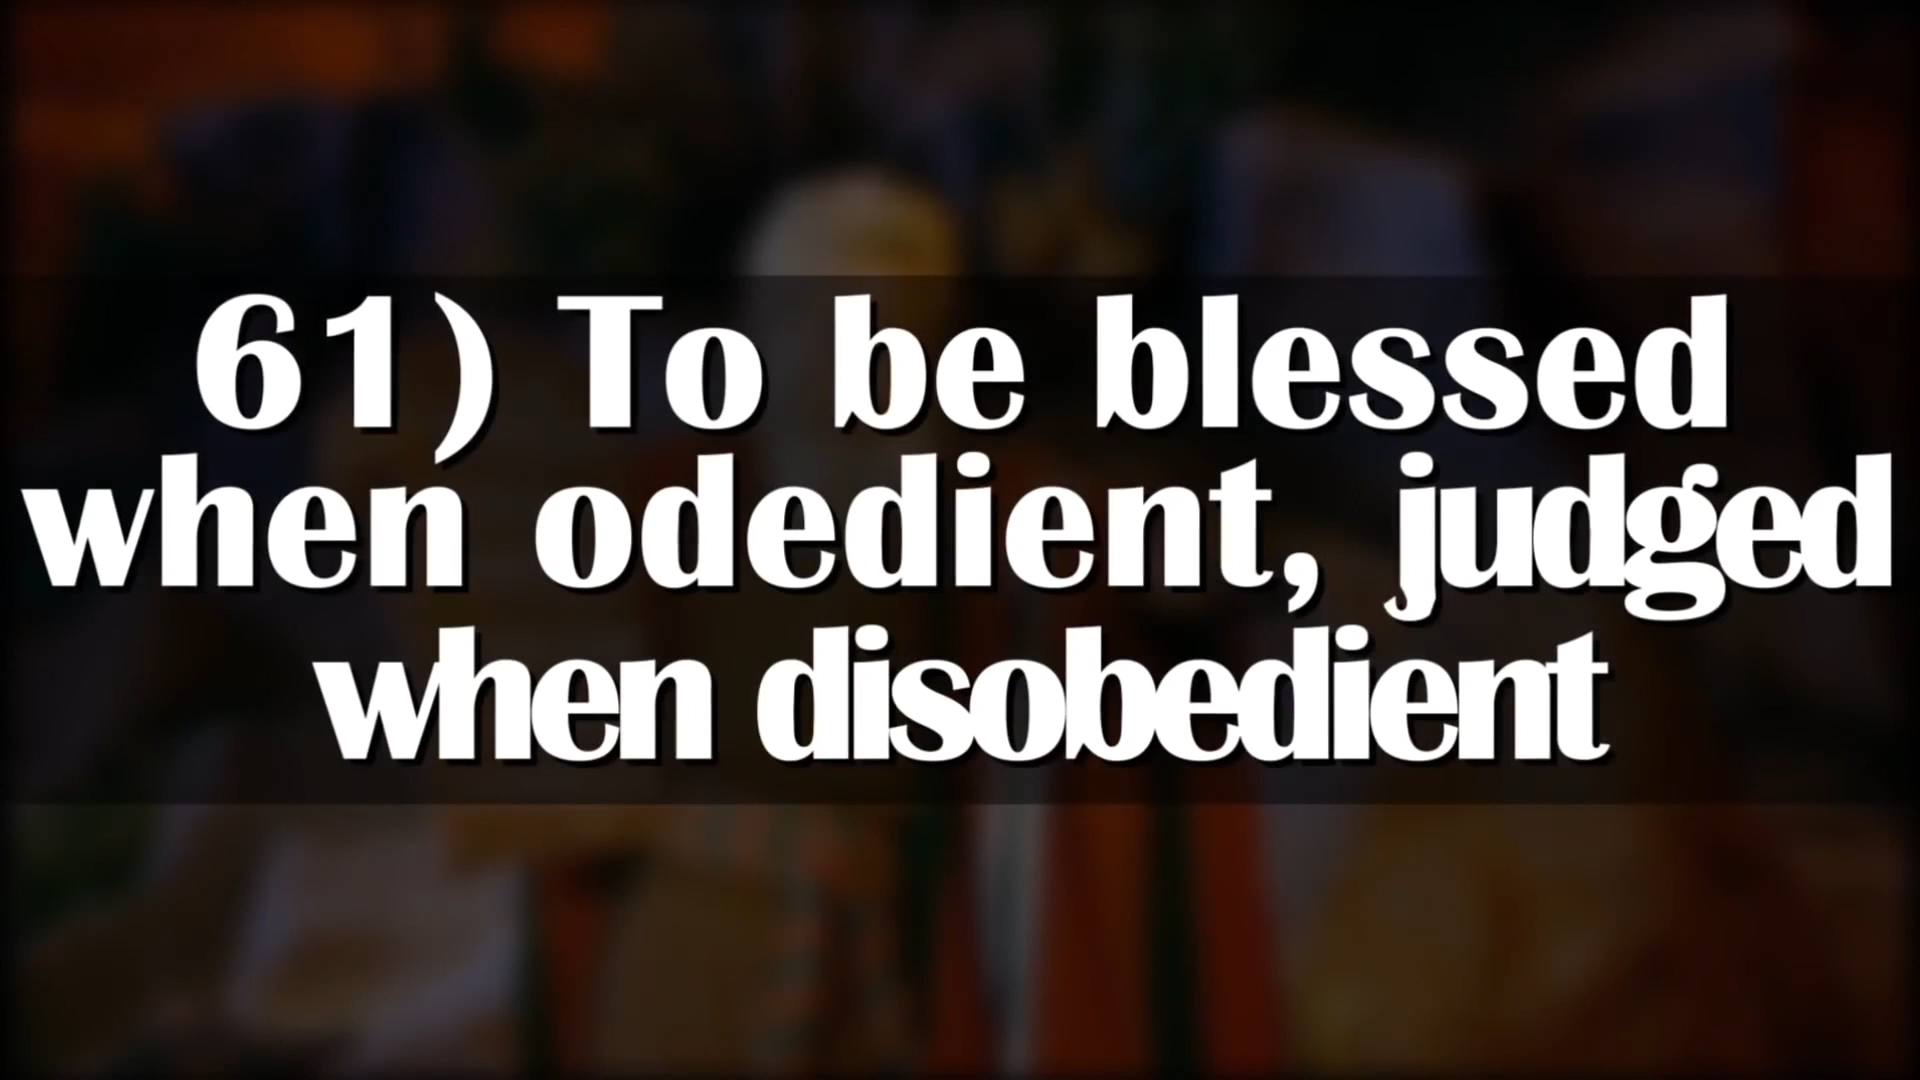 61) To be blessed
when odedient, judged
when disobedient